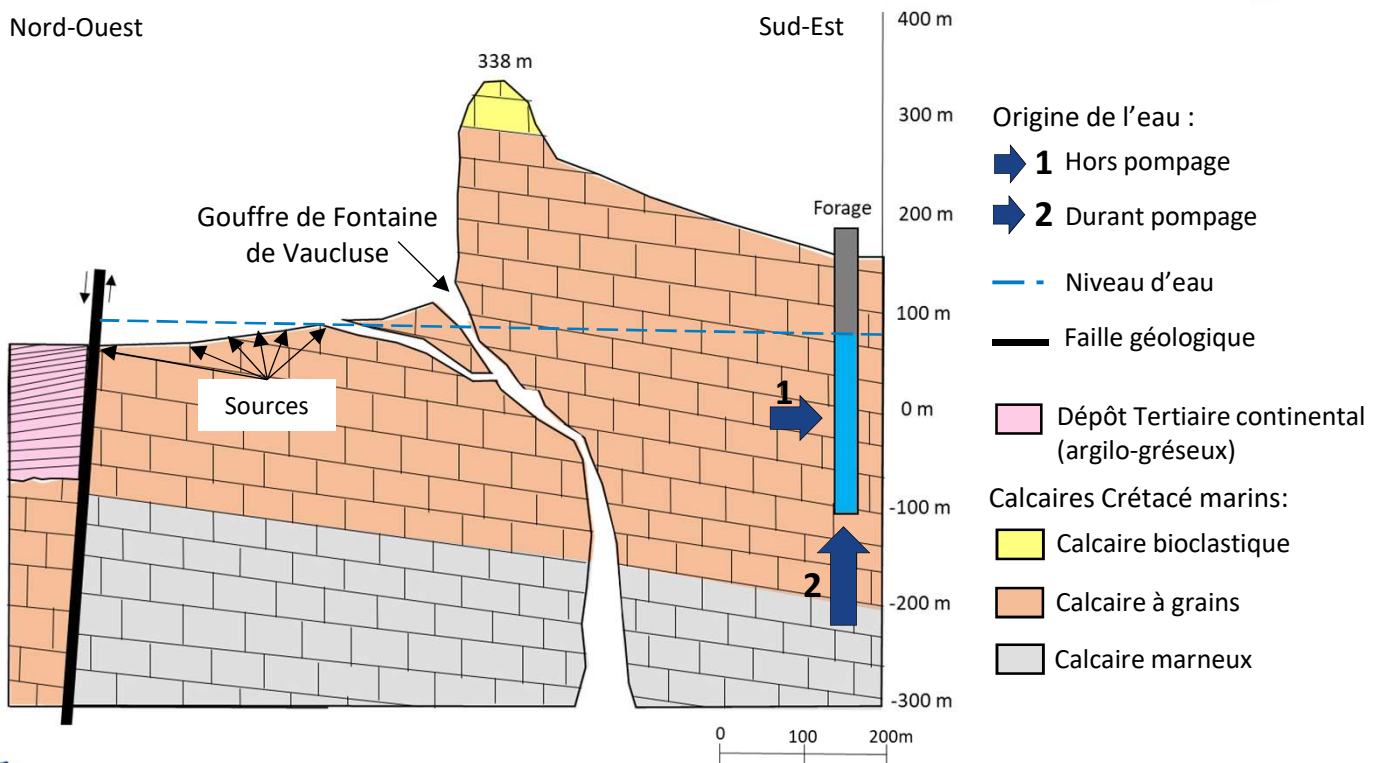 Nord-Ouest
Sud-Est
400 m
338 m
300 m
Origine de l’eau :
1 Hors pompage
Forage
200 m
2 Durant pompage
Gouffre de Fontaine
de Vaucluse
Niveau d’eau
100 m
Faille géologique
Sources
1
0 m
Dépôt Tertiaire continental
(argilo-gréseux)
Calcaires Crétacé marins:
-100 m
Calcaire bioclastique
2
-200 m
Calcaire à grains
Calcaire marneux
-300 m
0 100 200m